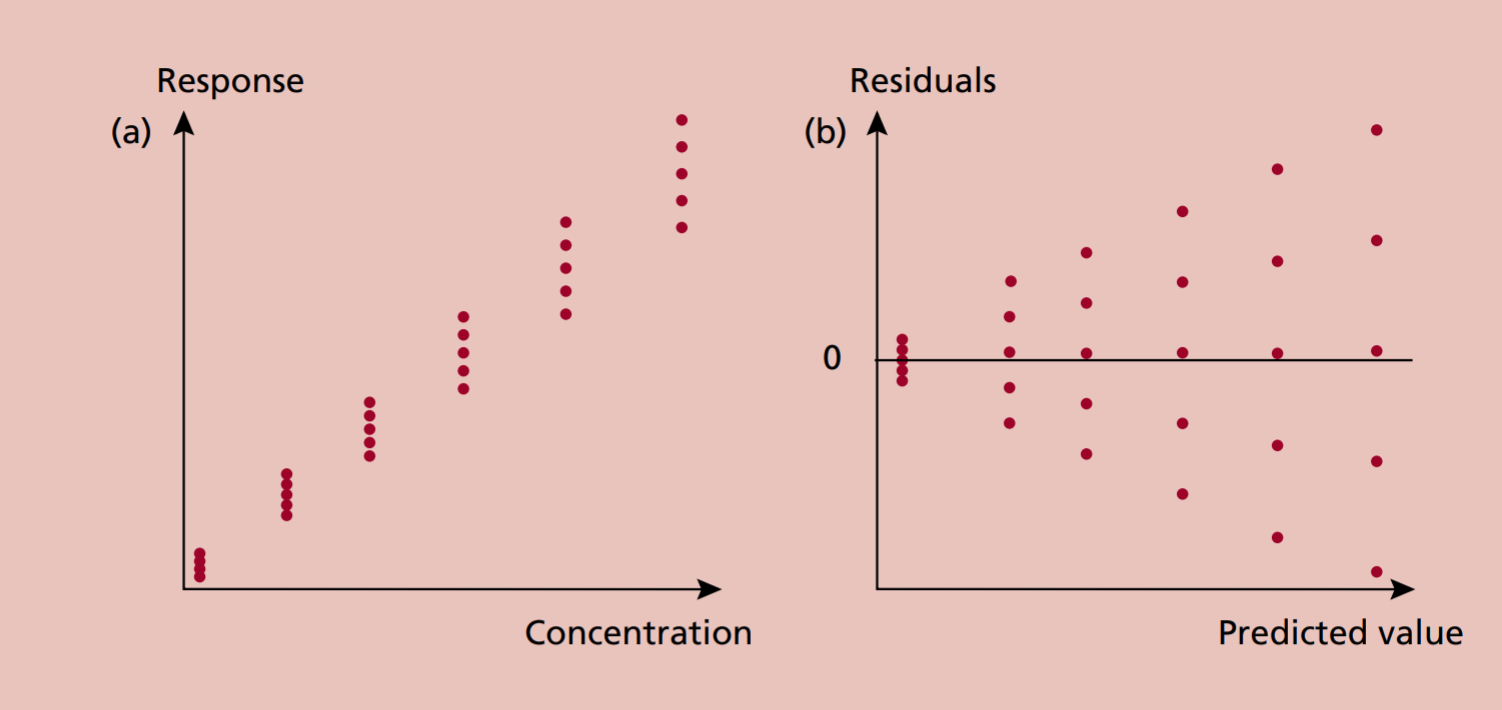 Response
(a)
Concentration
Residuals
(b)
0
Predicted value